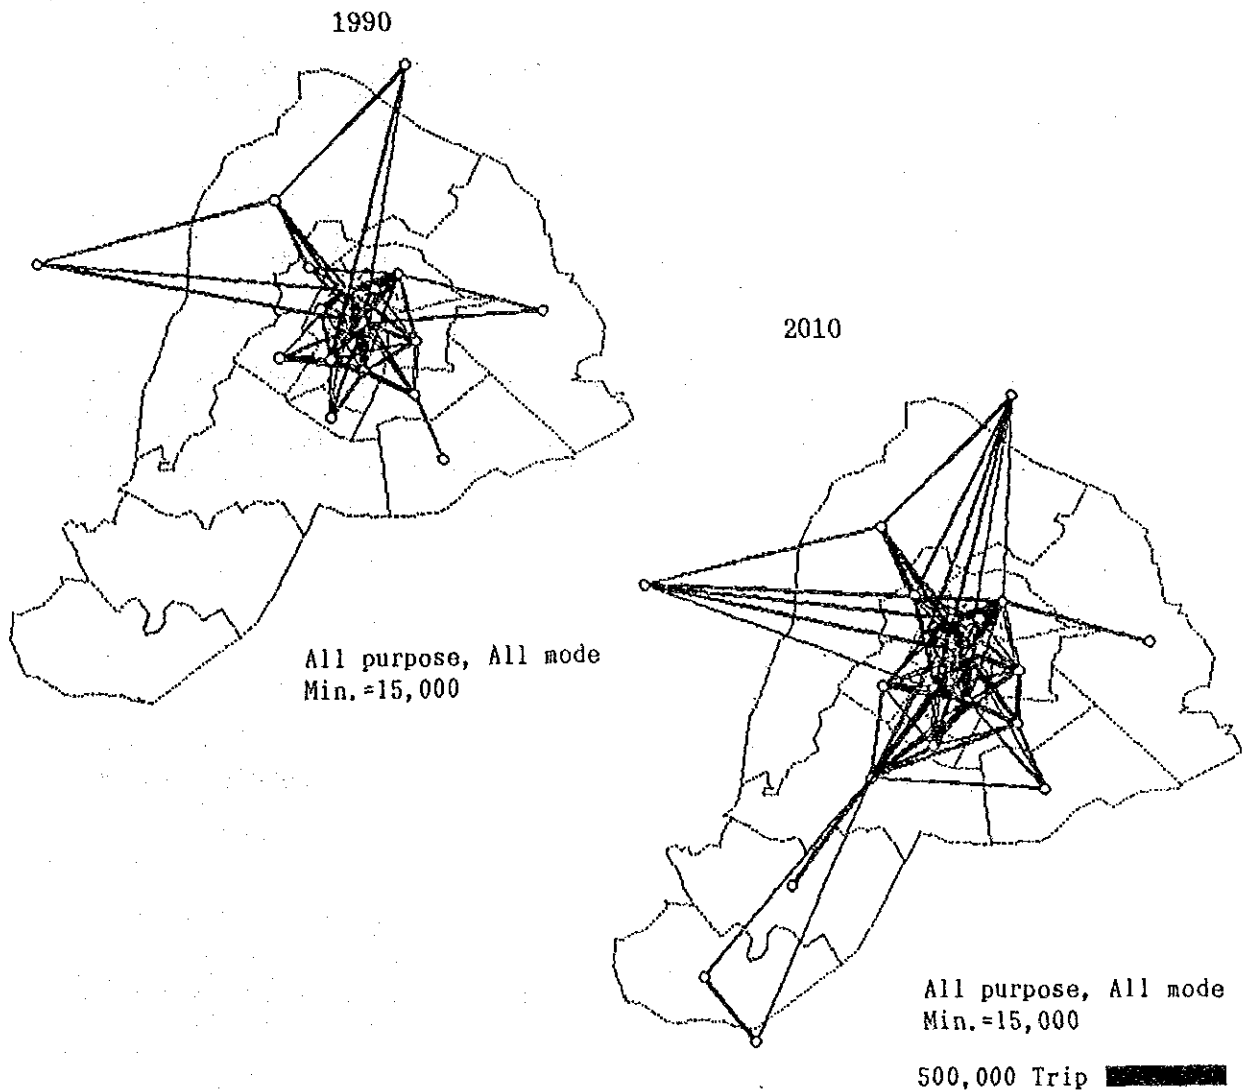 1990
2010
All purpose, All mode
Min.=15,000
All purpose, All mode
Min.=15,000
500,000 Trip